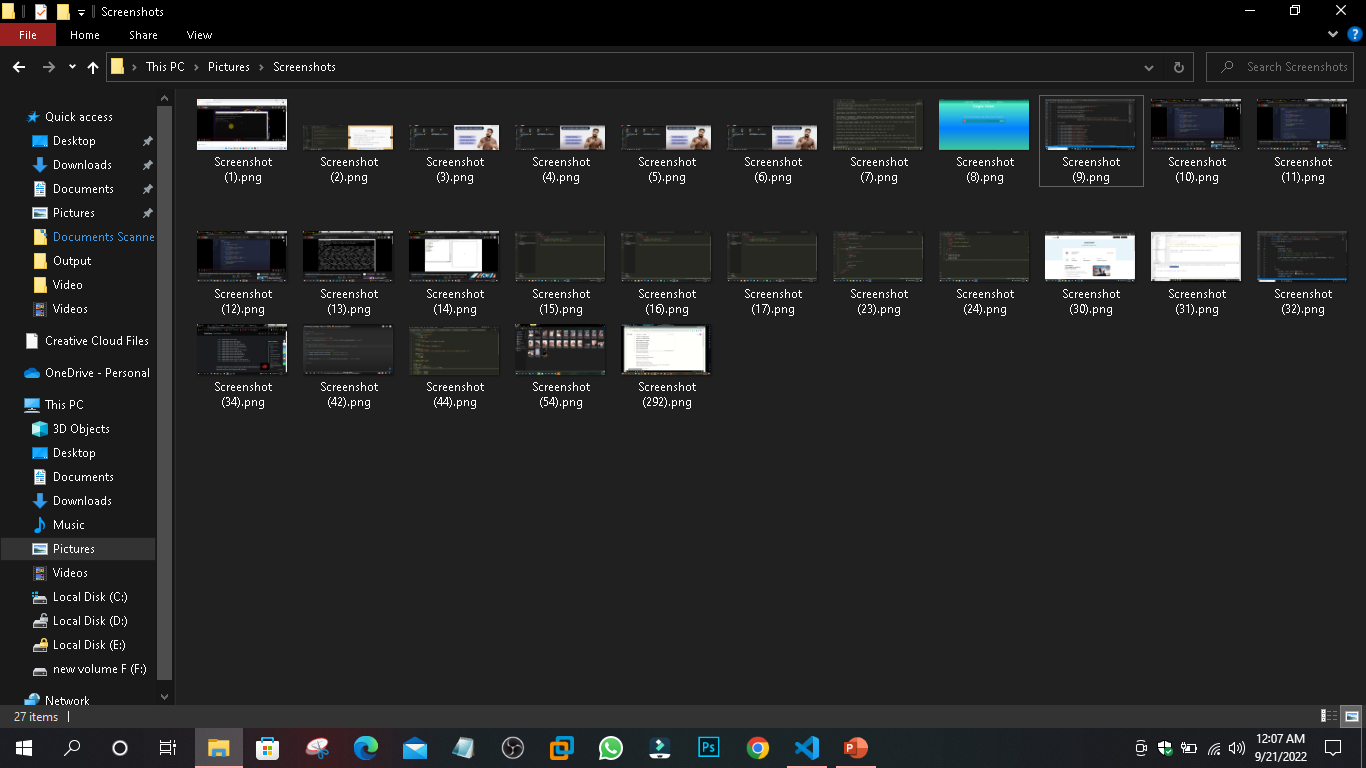 Screenshots
File Home Share View
This PC Pictures Screenshots
Search Screenshots
Quick access
Desktop
Downloads
Documents
Pictures
Documents Scanne
Output
Video
Videos
Creative Cloud Files
OneDrive - Personal
This PC
3D Objects
Desktop
Documents
Downloads
Music
Pictures
Videos
Local Disk (C:)
Local Disk (D:)
Local Disk (E:)
new volume F (F:)
Network
Screenshot
(1).png
Screenshot
(2).png
Screenshot
(3).png
Screenshot
(4).png
Screenshot
(5).png
Screenshot
(6).png
Screenshot
(7).png
Screenshot
(8).png
Screenshot
(9).png
Screenshot
(10).png
Screenshot
(11).png
Screenshot
(12).png
Screenshot
(13).png
Screenshot
(14).png
Screenshot
(15).png
Screenshot
(16).png
Screenshot
(17).png
Screenshot
(23).png
Screenshot
(24).png
Screenshot
(30).png
Screenshot
(31).png
Screenshot
(32).png
Screenshot
(34).png
Screenshot
(42).png
Screenshot
(44).png
Screenshot
(54).png
Screenshot
(292).png
27 items
Ps
12:07 AM
9/21/2022